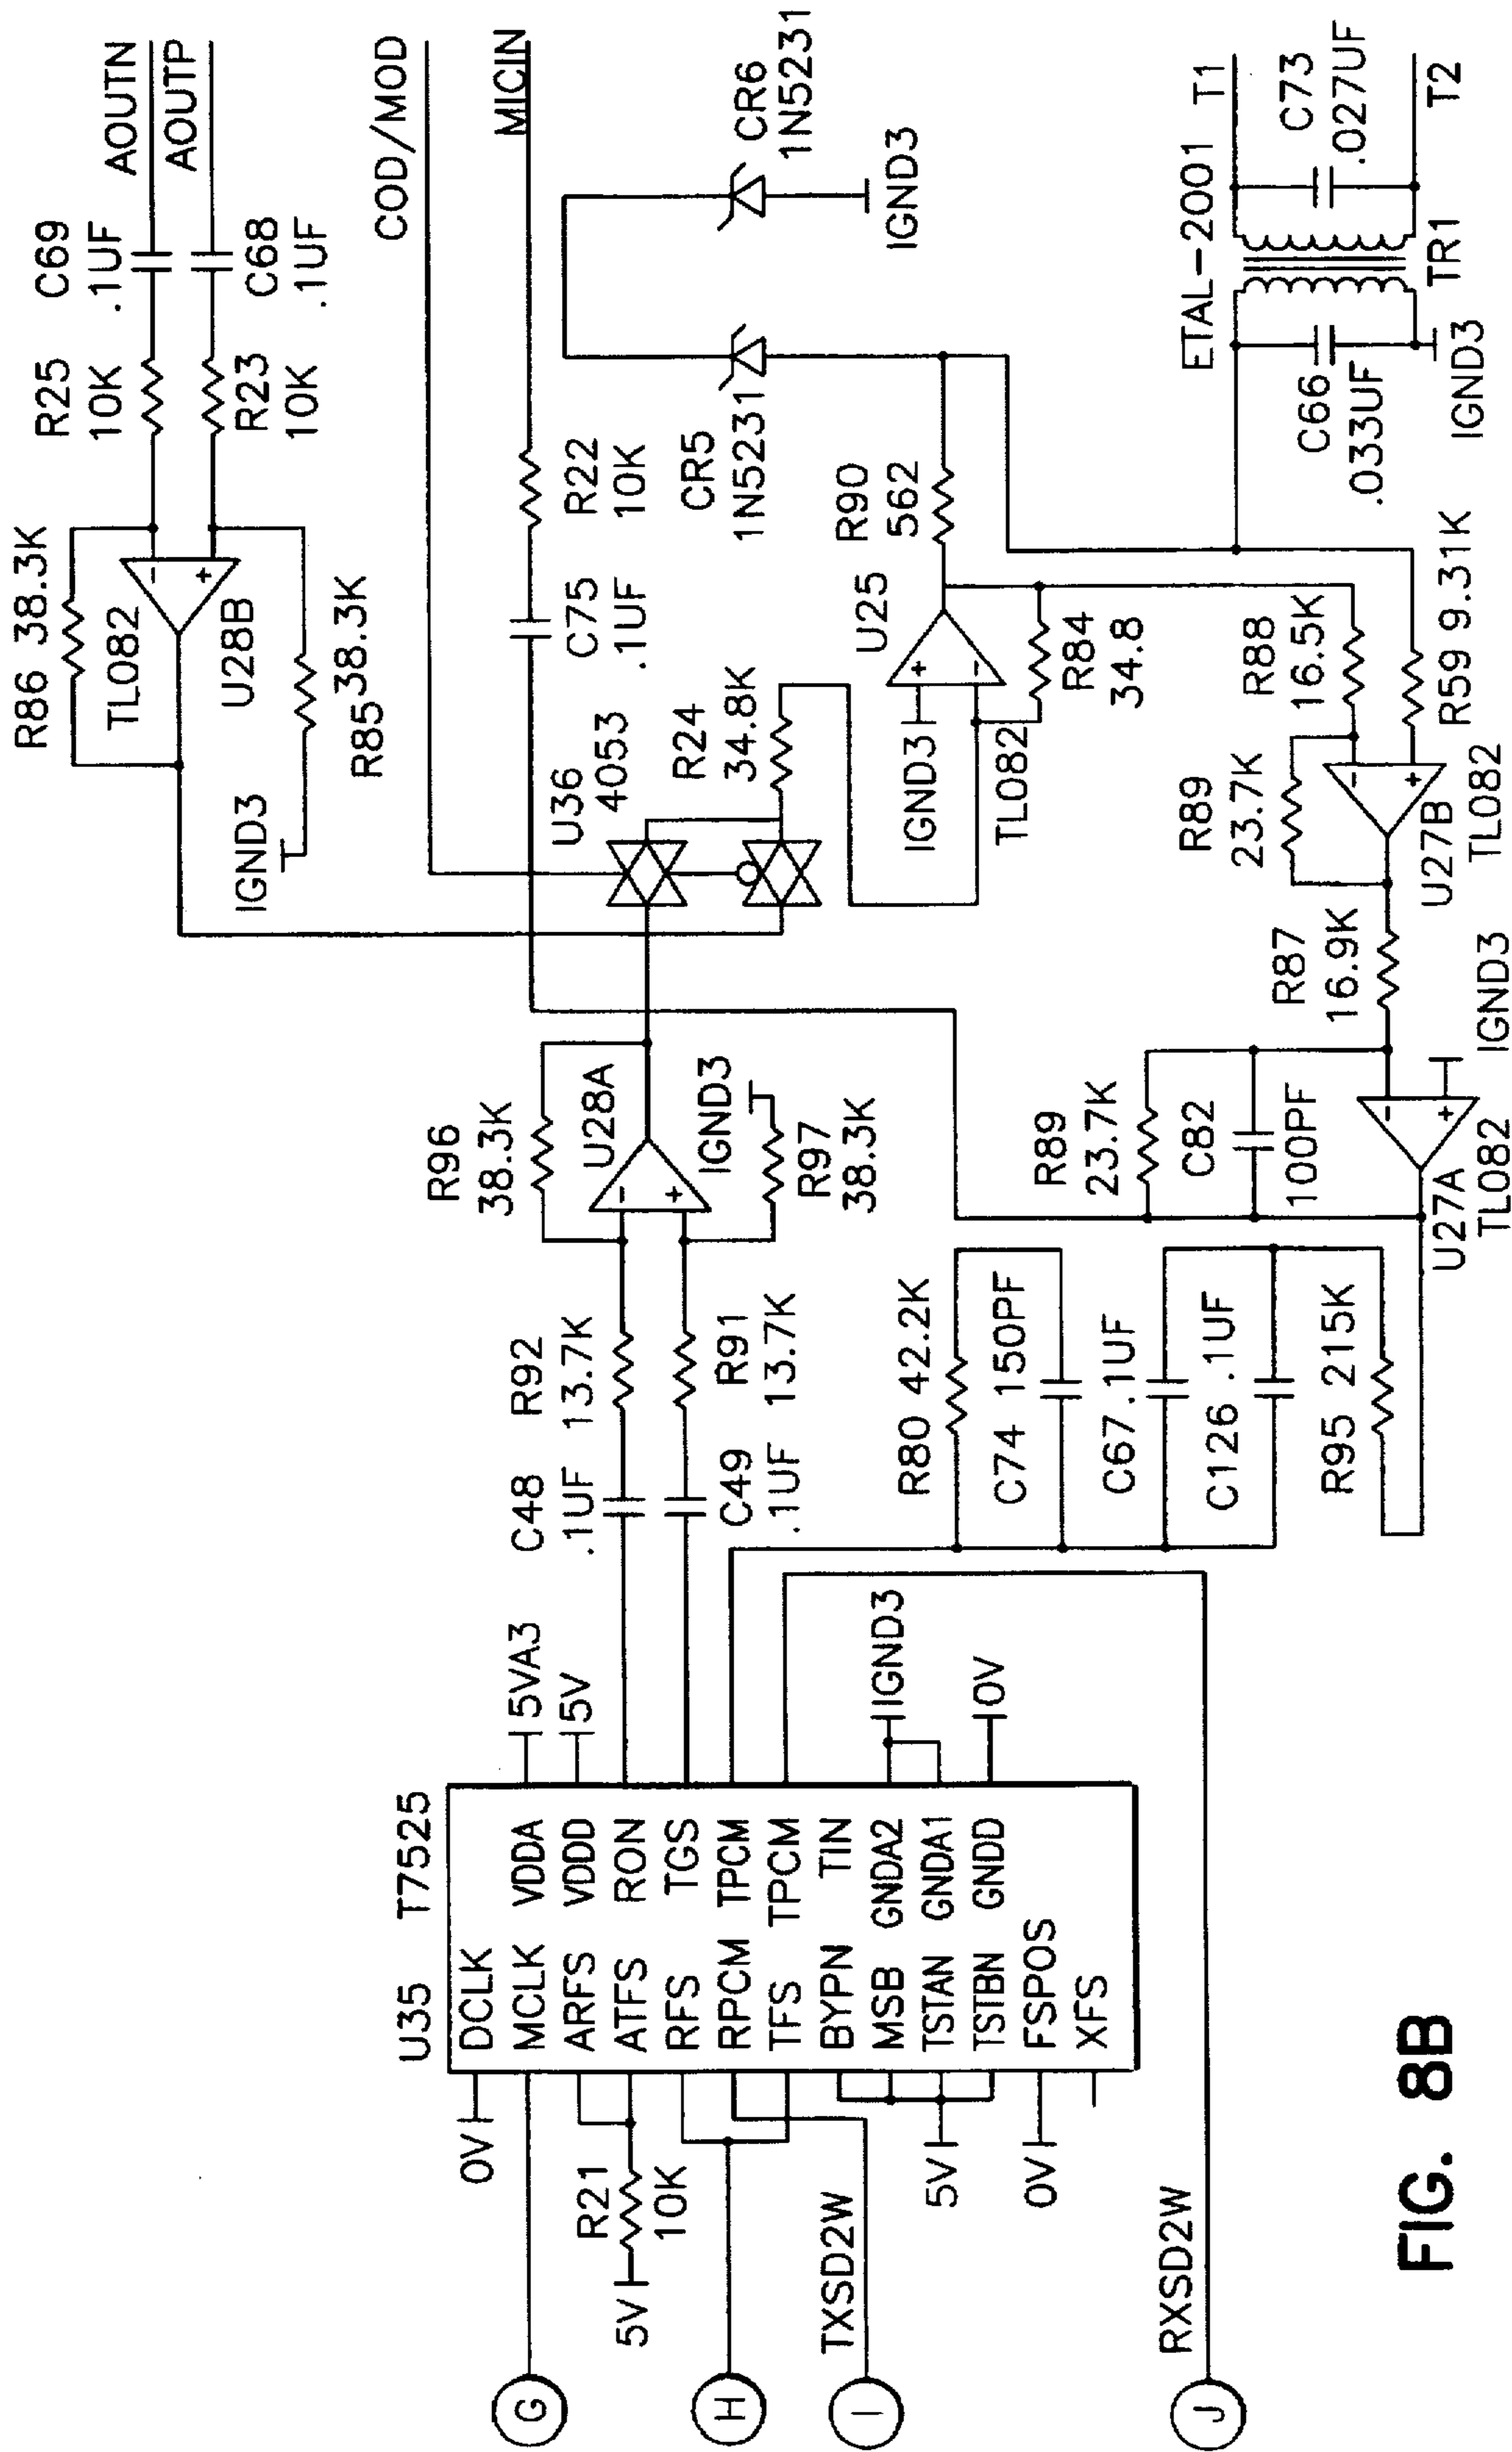 AOUTN
AOUTP
C69
.1UF
R25
10K
C68
.1UF
R23
10K
R86 38.3K
TL082
U28B
R85 38.3K
IGND3
COD/MOD
MICIN
CR6
1N5231
IGND3
CR5
1N5231
R22
10K
C75
.1UF
U36
4053
R24
34.8K
R90
562
U25
IGND3
TL082
R84
34.8
ETAL-2001
T1
C73
.027UF
T2
TR1
C66
.033UF
IGND3
R88
16.5K
R59 9.31K
R89
23.7K
U27B
TL082
R87
16.9K
IGND3
R89
23.7K
C82
100PF
U27A
TL082
R96
38.3K
U28A
IGND3
R97
38.3K
R92
13.7K
C48
.1UF
R91
13.7K
C49
.1UF
R80 42.2K
C74 150PF
C67 .1UF
C126 .1UF
R95 215K
U35 T7525
DCLK
MCLK VDDA
ARFS VDDD
ATFS RON
RFS TGS
RPCM TPCM
TFS TPCM
BYPN TIN
MSB GNDA2
TSTAN GNDA1
TSTBN GNDD
FSPOS
XFS
5VA3
5V
IGND3
0V
0V
R21
10K
5V
5V
0V
TXSD2W
RXSD2W
G
H
I
J
FIG. 8B